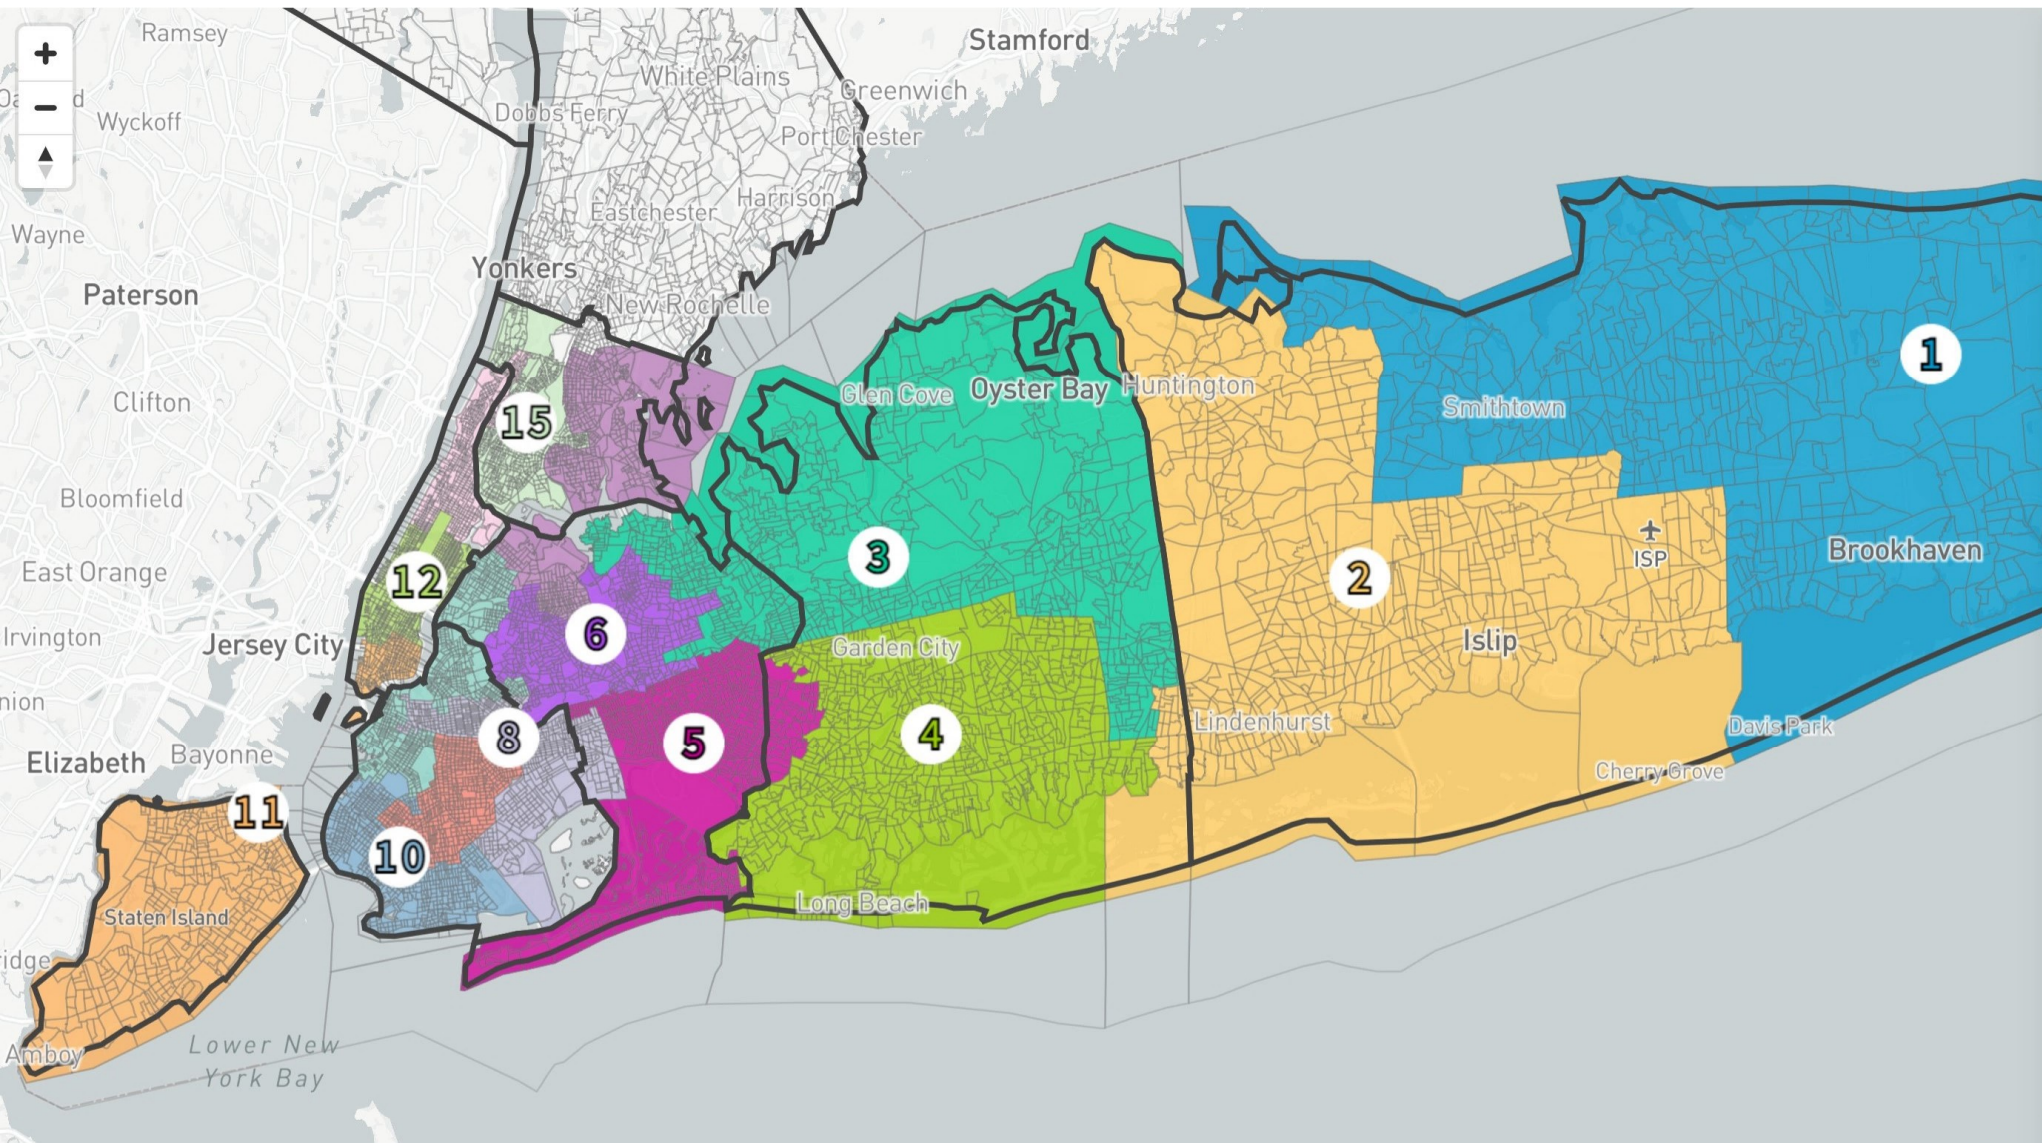 Ramsey
Stamford
+
White Plains
Greenwich
−
Dobbs Ferry
Wyckoff
Port Chester
Harrison
Eastchester
Wayne
Yonkers
Paterson
New Rochelle
1
Glen Cove
Oyster Bay
Huntington
Clifton
Smithtown
15
Bloomfield
ISP
3
Brookhaven
East Orange
12
2
6
Irvington
Jersey City
Garden City
Islip
Lindenhurst
Davis Park
8
5
4
Elizabeth
Bayonne
Cherry Grove
11
10
Long Beach
Staten Island
Amboy
Lower New
York Bay